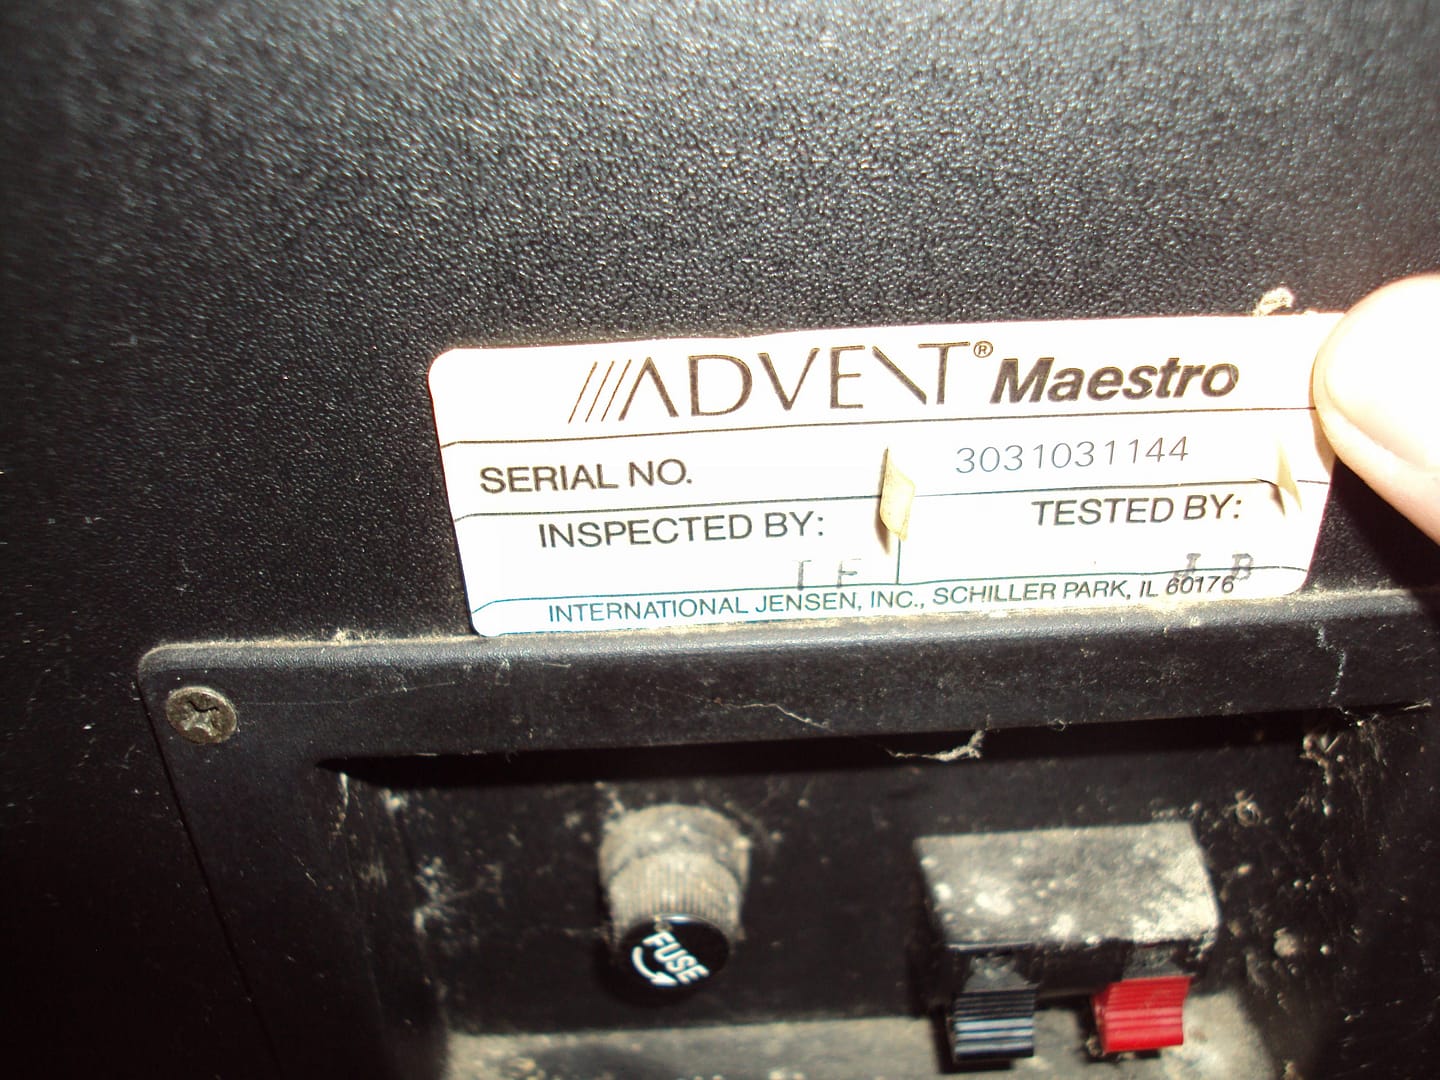 ADVENT® Maestro
SERIAL NO. 3031031144
INSPECTED BY: TESTED BY:
INTERNATIONAL JENSEN, INC., SCHILLER PARK, IL 60176
FUSE